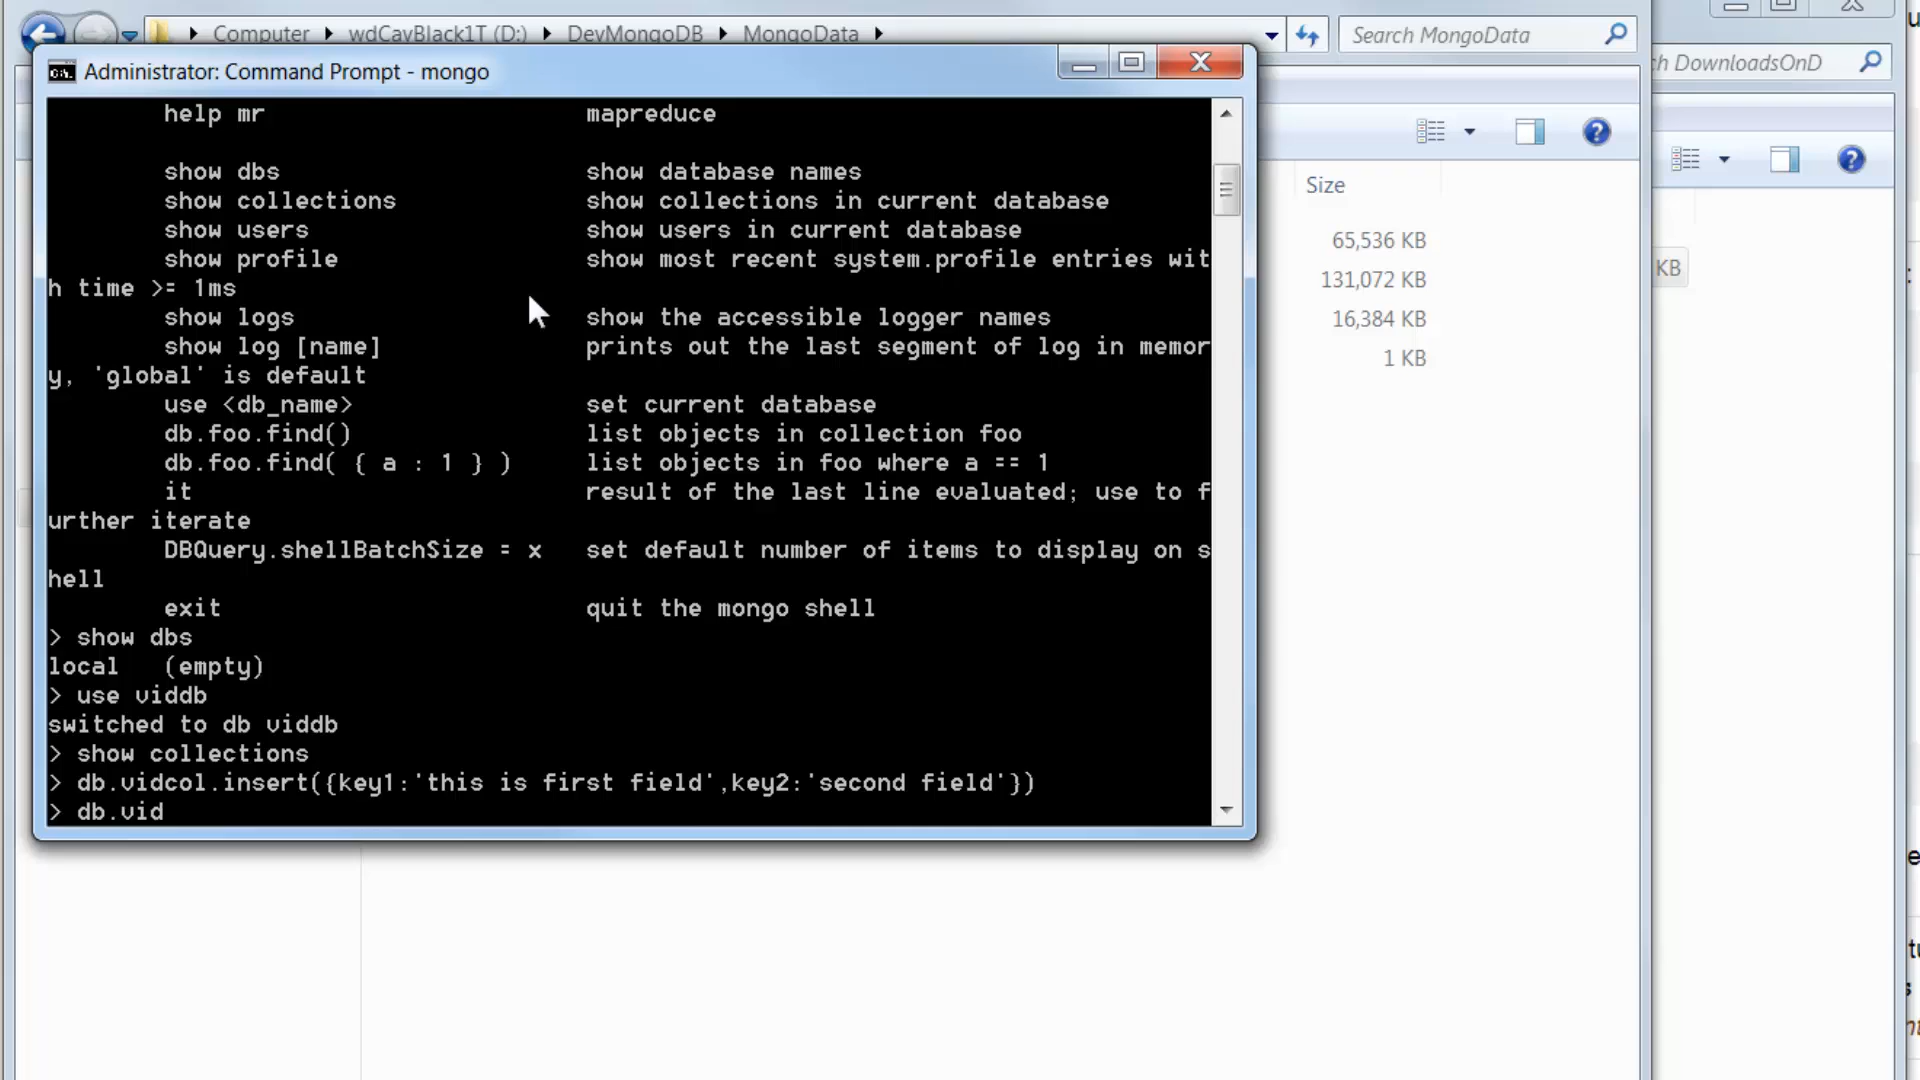 Computer wdCavBlack1T (D:) DevMongoDB MongoData
Search MongoData
DownloadsOnD
Administrator: Command Prompt - mongo
help mr mapreduce
show dbs show database names
show collections show collections in current database
show users show users in current database
show profile show most recent system.profile entries wit
h time >= 1ms
show logs show the accessible logger names
show log [name] prints out the last segment of log in memor
y, 'global' is default
use <db_name> set current database
db.foo.find() list objects in collection foo
db.foo.find( { a : 1 } ) list objects in foo where a == 1
it result of the last line evaluated; use to f
urther iterate
DBQuery.shellBatchSize = x set default number of items to display on s
hell
exit quit the mongo shell
> show dbs
local (empty)
> use viddb
switched to db viddb
> show collections
> db.vidcol.insert({key1:'this is first field',key2:'second field'})
> db.vid
Size
65,536 KB
131,072 KB
16,384 KB
1 KB
KB